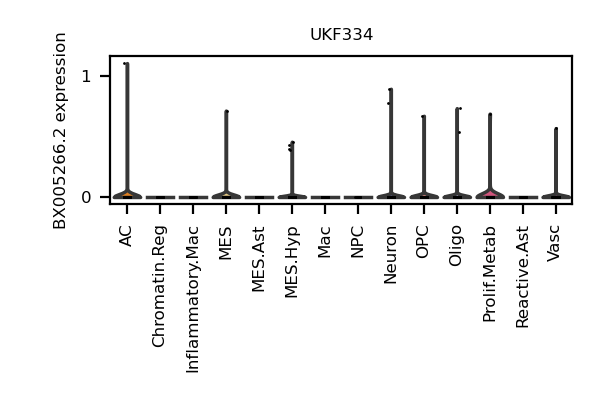 UKF334
BX005266.2 expression
1
0
AC
Chromatin.Reg
Inflammatory.Mac
MES
MES.Ast
MES.Hyp
Mac
NPC
Neuron
OPC
Oligo
Prolif.Metab
Reactive.Ast
Vasc